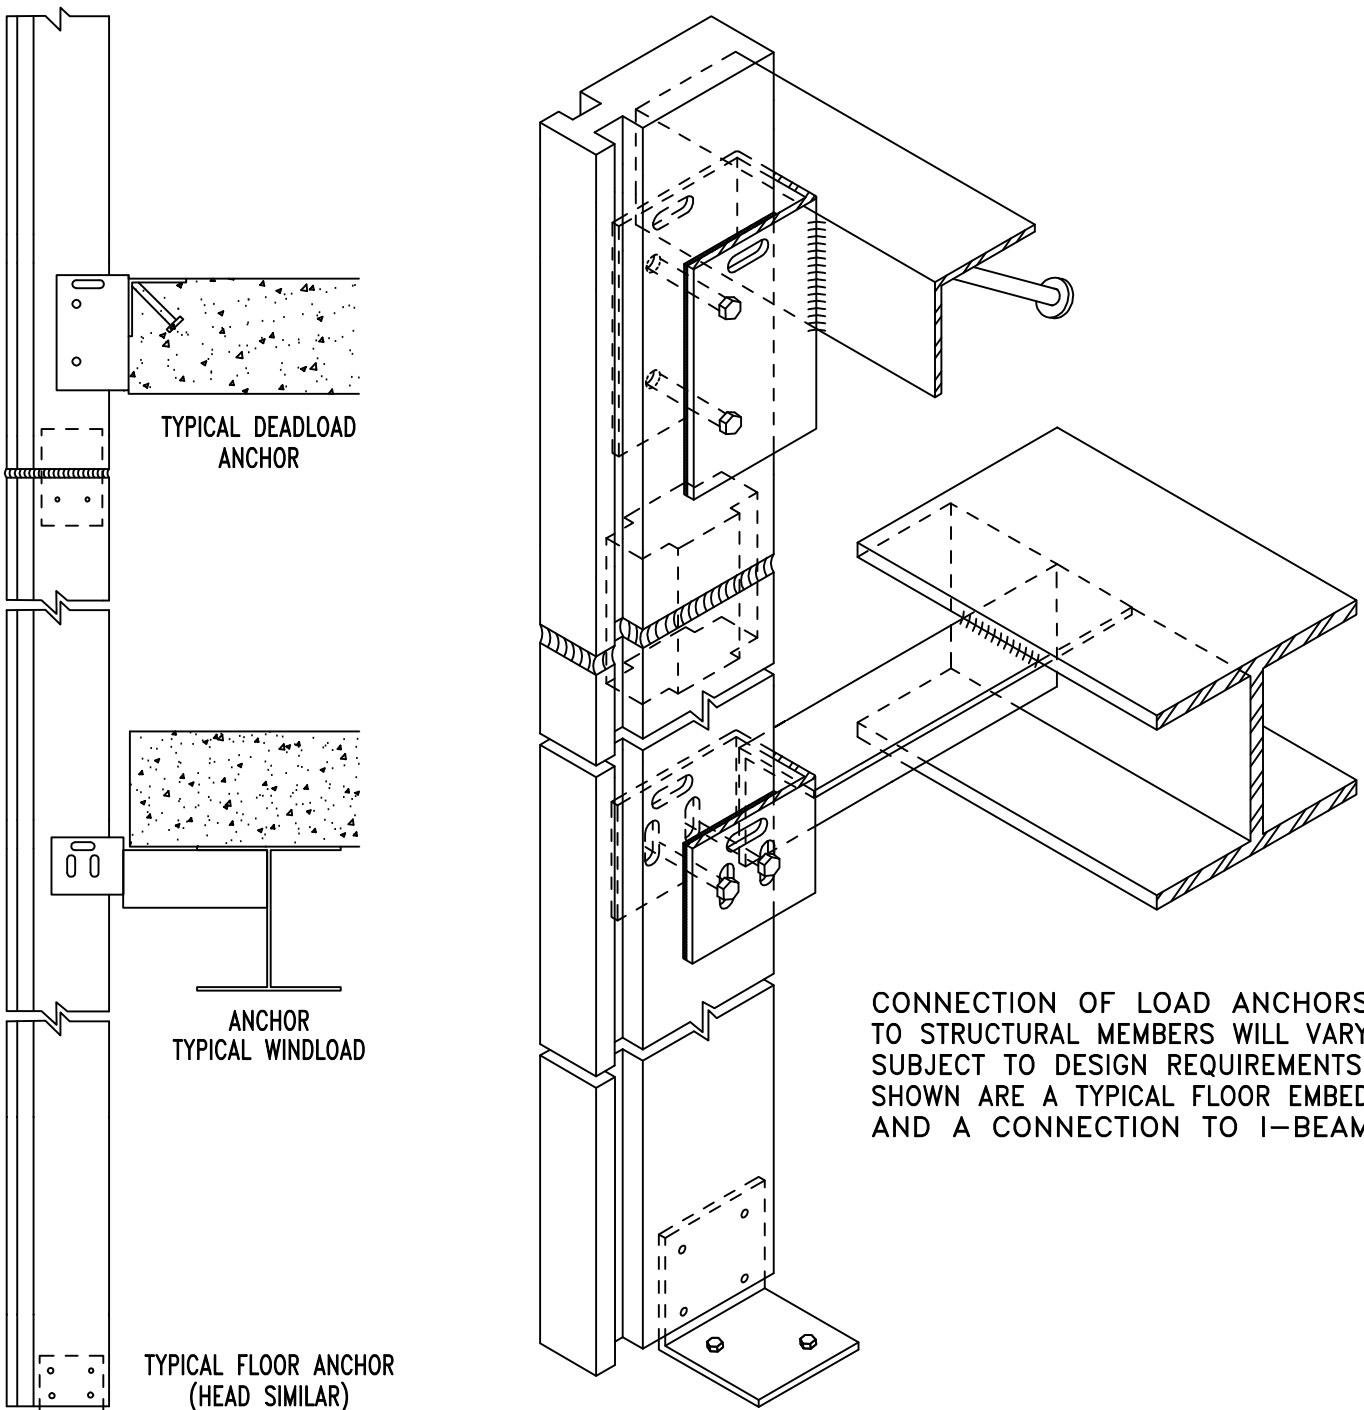 TYPICAL DEADLOAD
ANCHOR
ANCHOR
TYPICAL WINDLOAD
CONNECTION OF LOAD ANCHORS
TO STRUCTURAL MEMBERS WILL VARY
SUBJECT TO DESIGN REQUIREMENTS
SHOWN ARE A TYPICAL FLOOR EMBED
AND A CONNECTION TO I-BEAM
TYPICAL FLOOR ANCHOR
(HEAD SIMILAR)